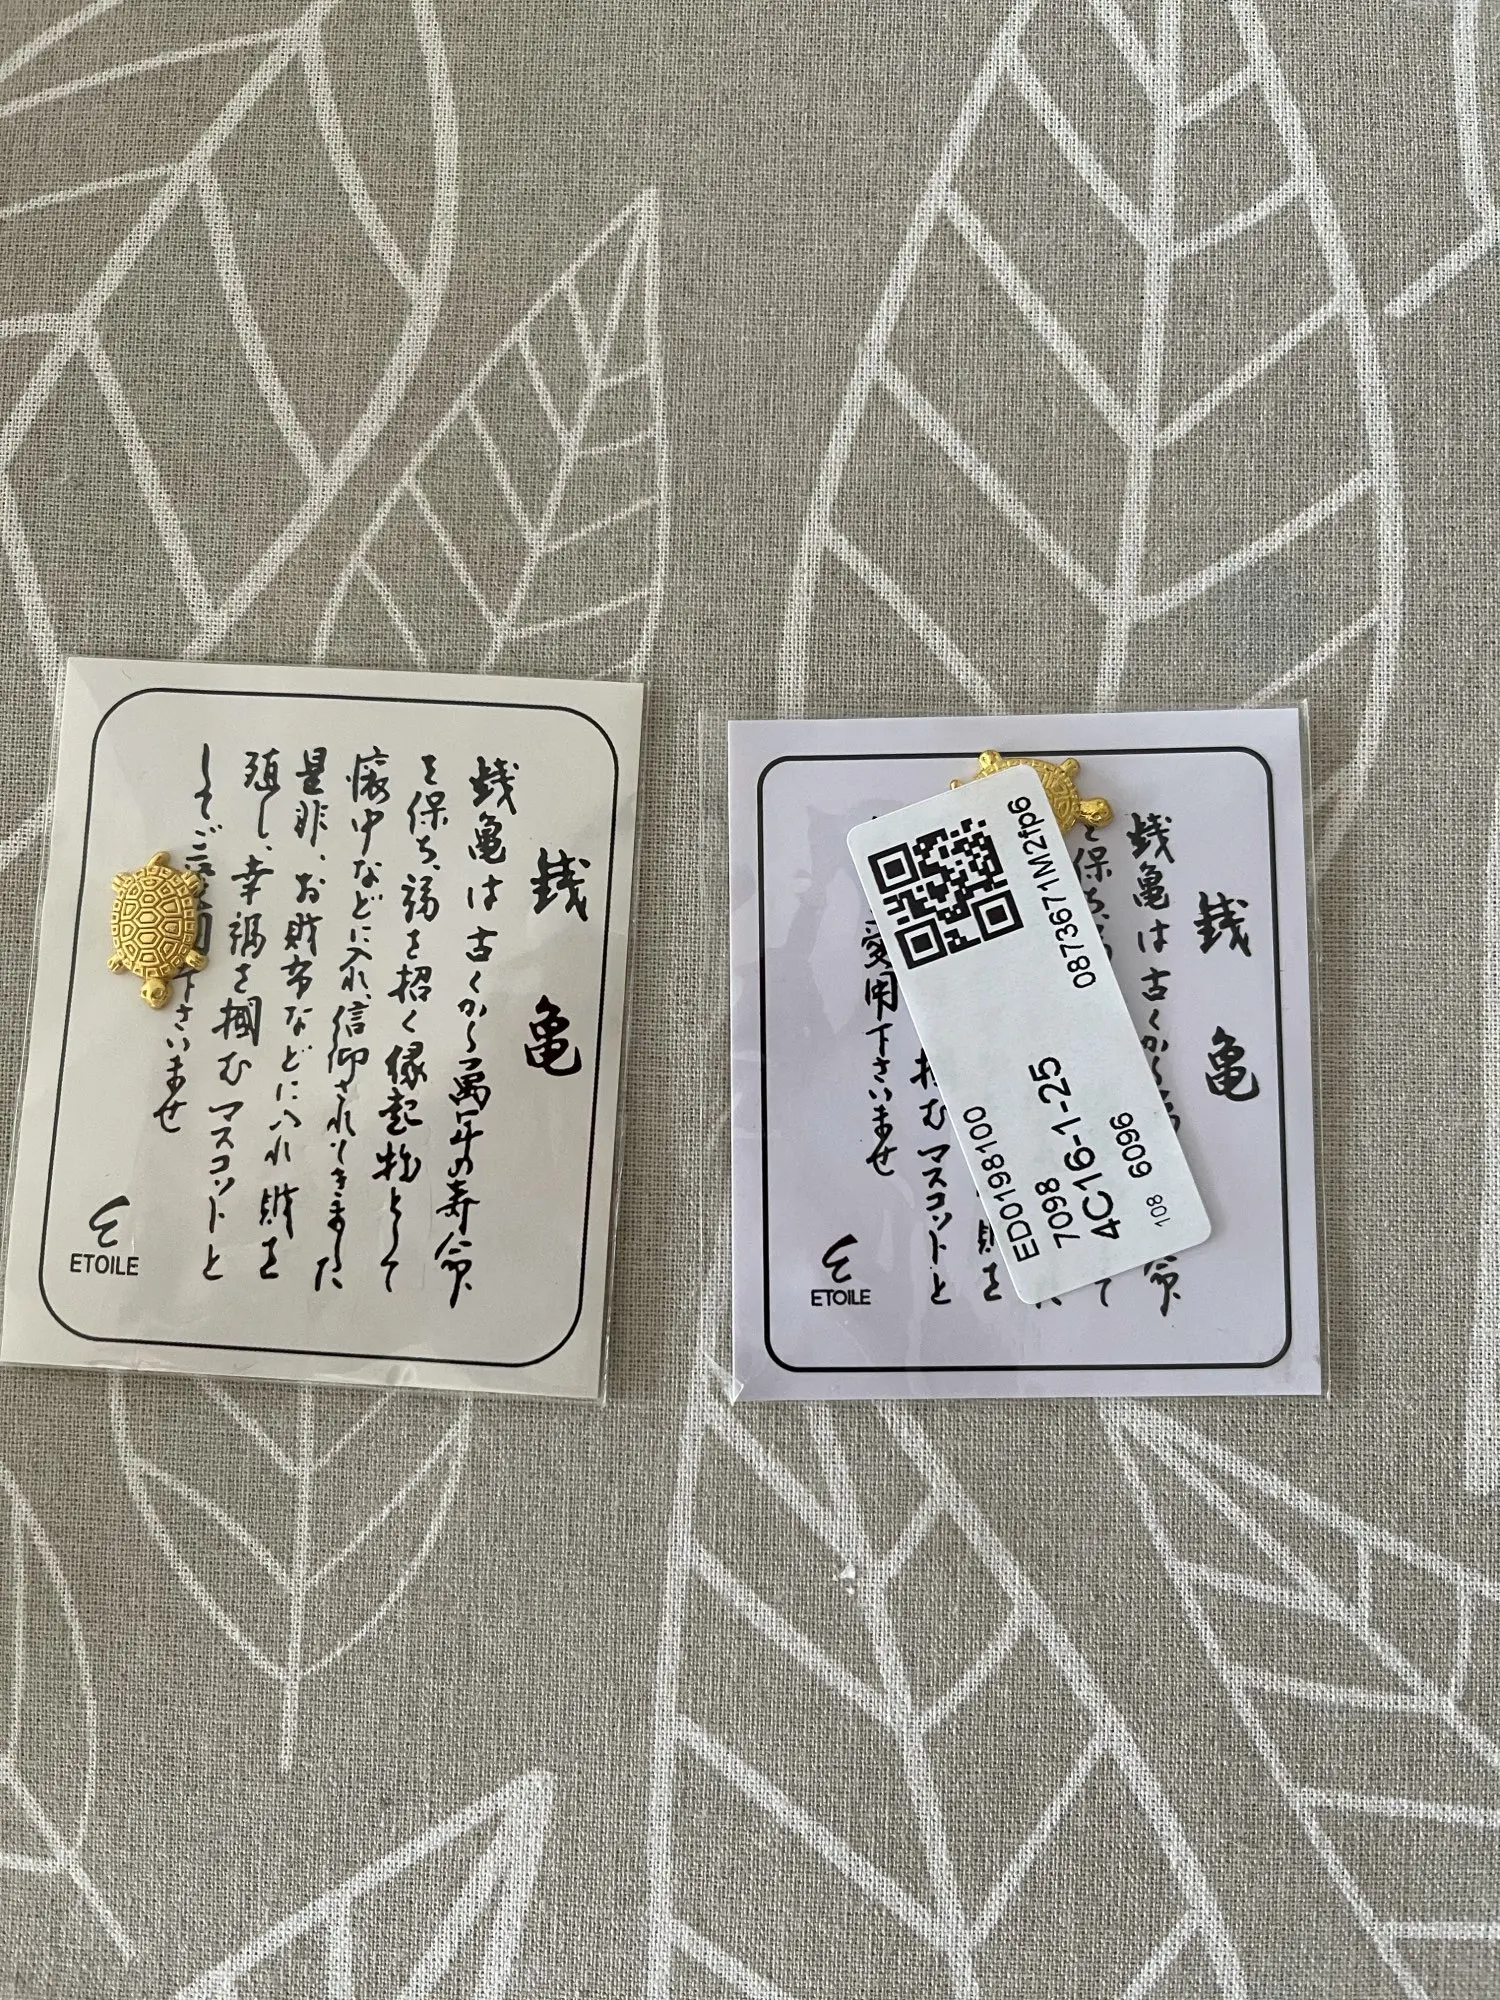 銭亀
銭亀は古くから一萬年の寿命
を保ち、福を招く縁起物として
懐中などに入れ、信仰されてきました
是非、お財布などに入れ財を
殖し、幸福を掴むマスコットと
してご 用下さいませ
ETOILE
銭亀
銭亀は古くから 命
を保ち、 て
財を
むマスコットと
愛用下さいませ
ETOILE
0873671M2fp6
ED0198100
7098
4C16-1-25
108 6096